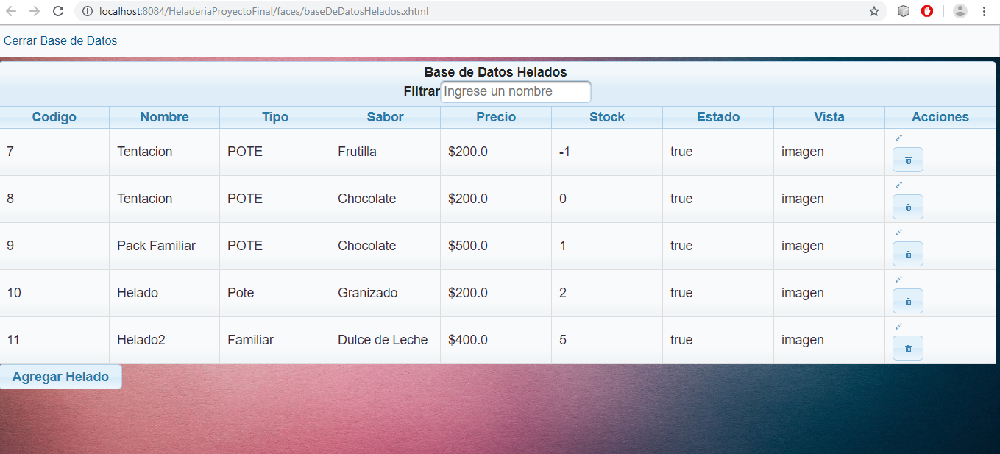 localhost:8084/HeladeriaProyectoFinal/faces/baseDeDatosHelados.xhtml
Cerrar Base de Datos
Base de Datos Helados
Filtrar Ingrese un nombre
Codigo Nombre Tipo Sabor Precio Stock Estado Vista Acciones
7 Tentacion POTE Frutilla $200.0 -1 true imagen
8 Tentacion POTE Chocolate $200.0 0 true imagen
9 Pack Familiar POTE Chocolate $500.0 1 true imagen
10 Helado Pote Granizado $200.0 2 true imagen
11 Helado2 Familiar Dulce de Leche $400.0 5 true imagen
Agregar Helado